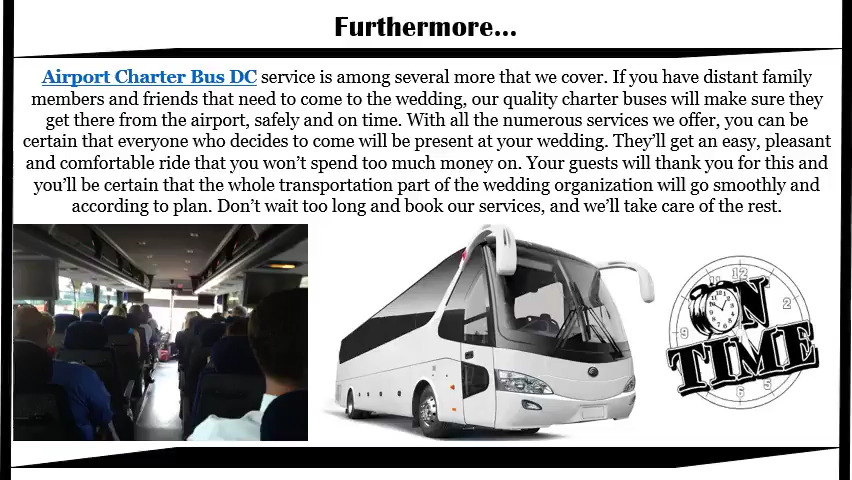 Furthermore...
Airport Charter Bus DC service is among several more that we cover. If you have distant family
members and friends that need to come to the wedding, our quality charter buses will make sure they
get there from the airport, safely and on time. With all the numerous services we offer, you can be
certain that everyone who decides to come will be present at your wedding. They’ll get an easy, pleasant
and comfortable ride that you won’t spend too much money on. Your guests will thank you for this and
you’ll be certain that the whole transportation part of the wedding organization will go smoothly and
according to plan. Don’t wait too long and book our services, and we’ll take care of the rest.
ON
TIME
12
2
9
6
5